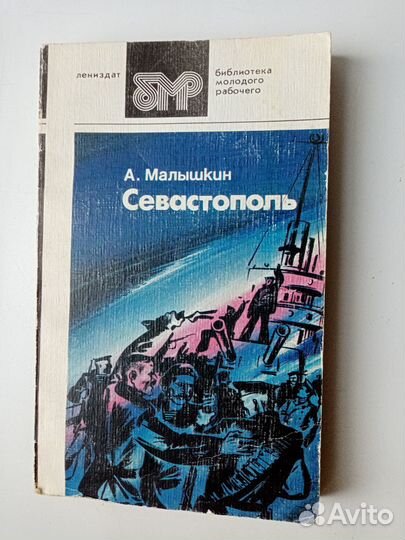 лениздат
БМР
библиотека
молодого
рабочего
А. Малышкин
Севастополь
Avito